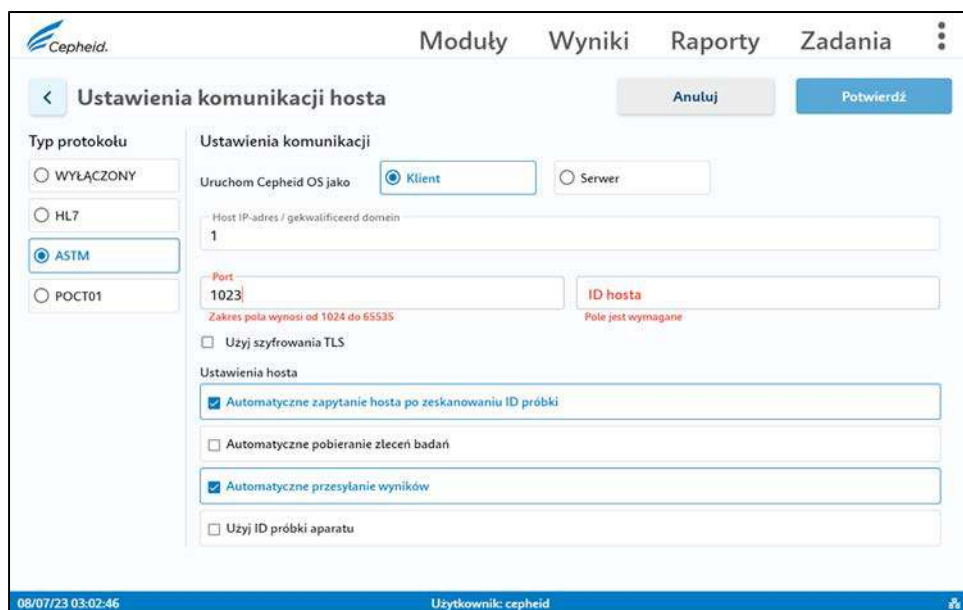 Cepheid.
Moduły Wyniki Raporty Zadania
Ustawienia komunikacji hosta
Anuluj
Potwierdź
Typ protokołu
WYŁĄCZONY
HL7
ASTM
POCT01
Ustawienia komunikacji
Uruchom Cepheid OS jako
Klient
Serwer
Host IP-adres / gekwalificeerd domein
1
Port
1023
Zakres pola wynosi od 1024 do 65535
ID hosta
Pole jest wymagane
Użyj szyfrowania TLS
Ustawienia hosta
Automatyczne zapytanie hosta po zeskanowaniu ID próbki
Automatyczne pobieranie zleceń badań
Automatyczne przesyłanie wyników
Użyj ID próbki aparatu
08/07/23 03:02:46
Użytkownik: cepheid